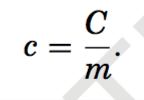 c = C/m.